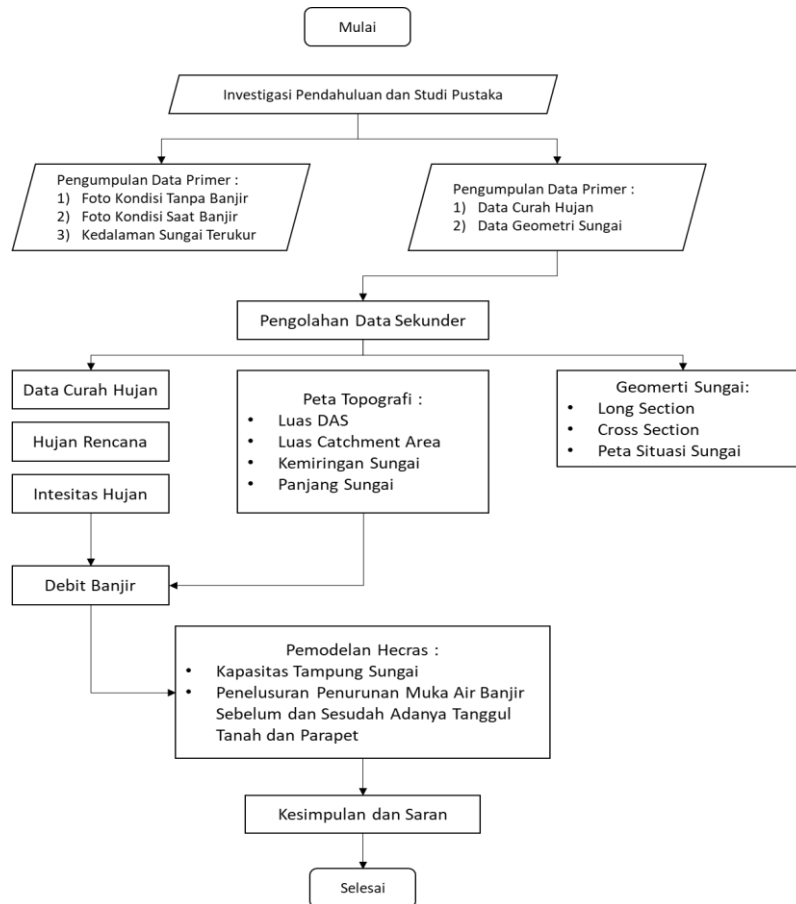 Mulai
Investigasi Pendahuluan dan Studi Pustaka
Pengumpulan Data Primer :
1) Foto Kondisi Tanpa Banjir
2) Foto Kondisi Saat Banjir
3) Kedalaman Sungai Terukur
Pengumpulan Data Primer :
1) Data Curah Hujan
2) Data Geometri Sungai
Pengolahan Data Sekunder
Data Curah Hujan
Hujan Rencana
Intesitas Hujan
Peta Topografi :
• Luas DAS
• Luas Catchment Area
• Kemiringan Sungai
• Panjang Sungai
Geomerti Sungai:
• Long Section
• Cross Section
• Peta Situasi Sungai
Debit Banjir
Pemodelan Hecras :
• Kapasitas Tampung Sungai
• Penelusuran Penurunan Muka Air Banjir
Sebelum dan Sesudah Adanya Tanggul
Tanah dan Parapet
Kesimpulan dan Saran
Selesai